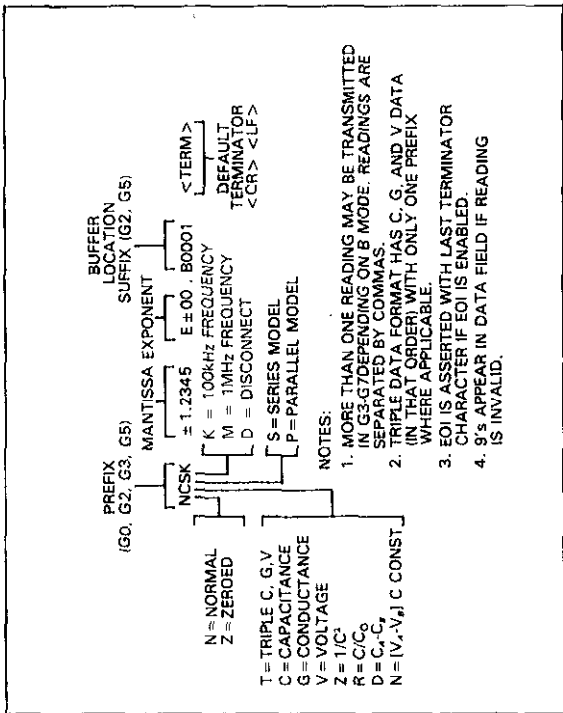 PREFIX
(G0, G2, G3, G5)
MANTISSA EXPONENT
BUFFER
LOCATION
SUFFIX (G2, G5)
NCSK
± 1.2345
E ± 00 , B0001
<TERM>
DEFAULT
TERMINATOR
<CR> <LF>
N = NORMAL
Z = ZEROED
K = 100kHz FREQUENCY
M = 1MHz FREQUENCY
D = DISCONNECT
S = SERIES MODEL
P = PARALLEL MODEL
T = TRIPLE C, G,V
C = CAPACITANCE
G = CONDUCTANCE
V = VOLTAGE
Z = 1/C²
R = C/C₀
D = Cₐ-Cʙ
N = [Vₐ-Vʙ] C CONST
NOTES:
1. MORE THAN ONE READING MAY BE TRANSMITTED
IN G3-G7DEPENDING ON B MODE. READINGS ARE
SEPARATED BY COMMAS.
2. TRIPLE DATA FORMAT HAS C, G, AND V DATA
(IN THAT ORDER) WITH ONLY ONE PREFIX
WHERE APPLICABLE.
3. EOI IS ASSERTED WITH LAST TERMINATOR
CHARACTER IF EOI IS ENABLED.
4. 9's APPEAR IN DATA FIELD IF READING
IS INVALID.